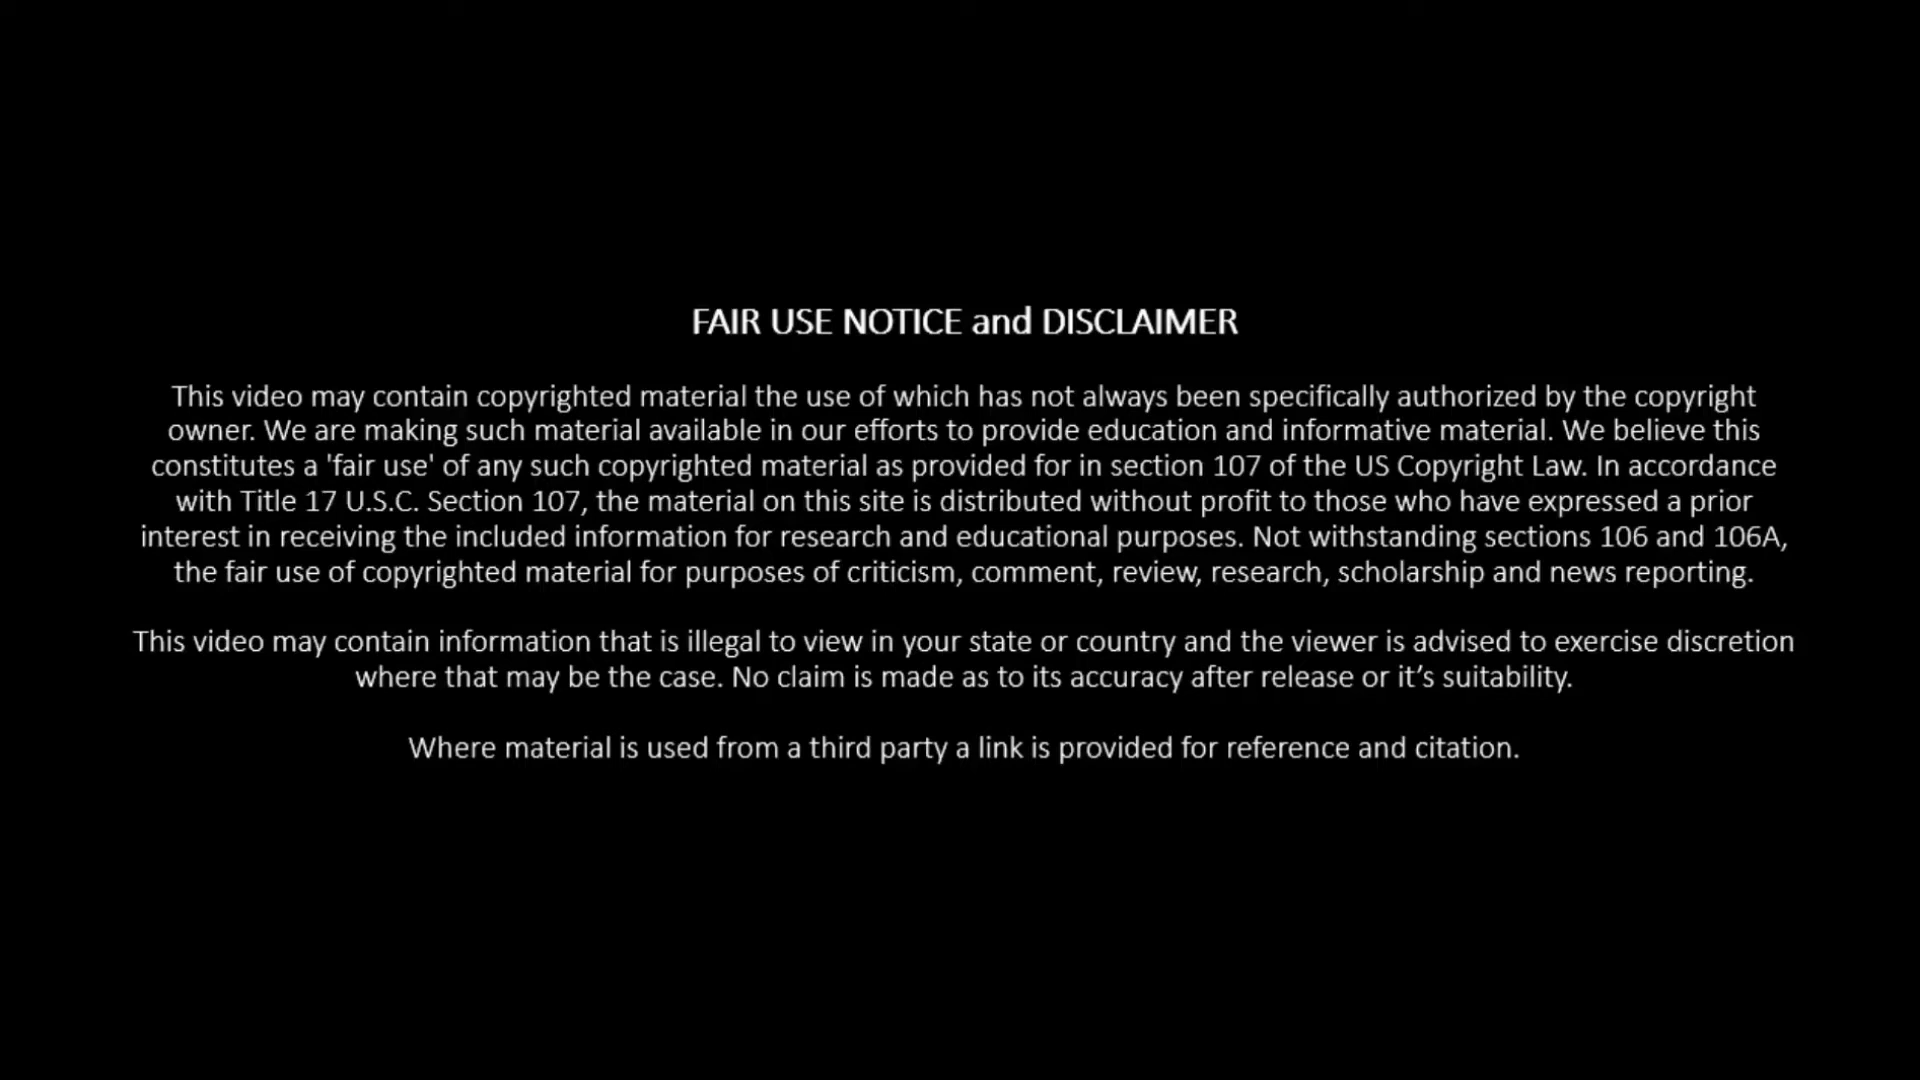 FAIR USE NOTICE and DISCLAIMER
This video may contain copyrighted material the use of which has not always been specifically authorized by the copyright
owner. We are making such material available in our efforts to provide education and informative material. We believe this
constitutes a 'fair use' of any such copyrighted material as provided for in section 107 of the US Copyright Law. In accordance
with Title 17 U.S.C. Section 107, the material on this site is distributed without profit to those who have expressed a prior
interest in receiving the included information for research and educational purposes. Not withstanding sections 106 and 106A,
the fair use of copyrighted material for purposes of criticism, comment, review, research, scholarship and news reporting.
This video may contain information that is illegal to view in your state or country and the viewer is advised to exercise discretion
where that may be the case. No claim is made as to its accuracy after release or it’s suitability.
Where material is used from a third party a link is provided for reference and citation.